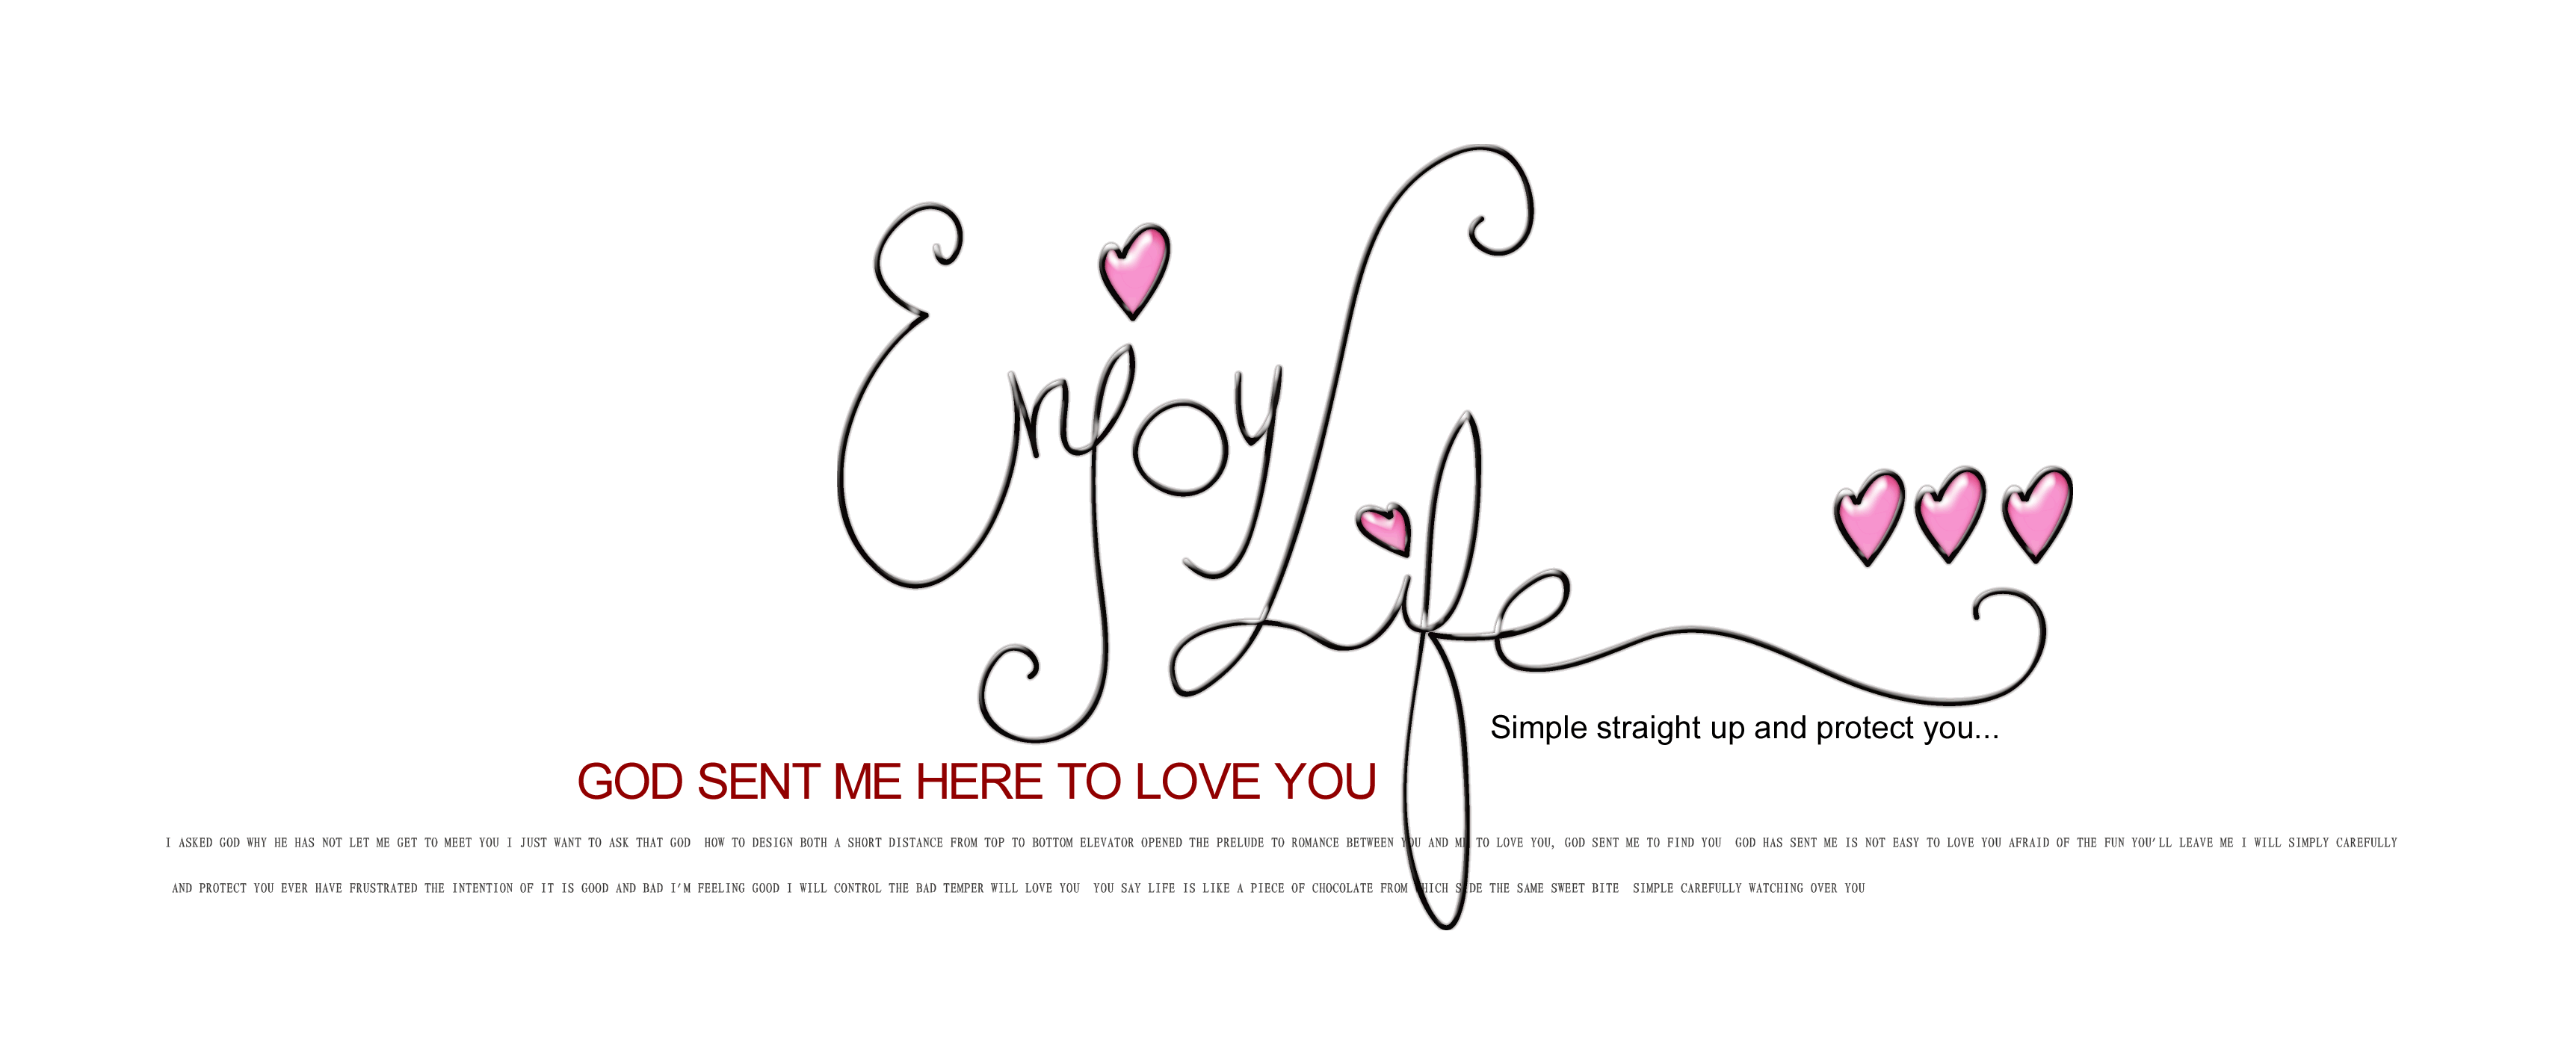 Enjoy
Life
Simple straight up and protect you...
GOD SENT ME HERE TO LOVE YOU
I ASKED GOD WHY HE HAS NOT LET ME GET TO MEET YOU I JUST WANT TO ASK THAT GOD HOW TO DESIGN BOTH A SHORT DISTANCE FROM TOP TO BOTTOM ELEVATOR OPENED THE PRELUDE TO ROMANCE BETWEEN YOU AND ME TO LOVE YOU, GOD SENT ME TO FIND YOU GOD HAS SENT ME IS NOT EASY TO LOVE YOU AFRAID OF THE FUN YOU'LL LEAVE ME I WILL SIMPLY CAREFULLY
AND PROTECT YOU EVER HAVE FRUSTRATED THE INTENTION OF IT IS GOOD AND BAD I'M FEELING GOOD I WILL CONTROL THE BAD TEMPER WILL LOVE YOU YOU SAY LIFE IS LIKE A PIECE OF CHOCOLATE FROM WHICH SIDE THE SAME SWEET BITE SIMPLE CAREFULLY WATCHING OVER YOU